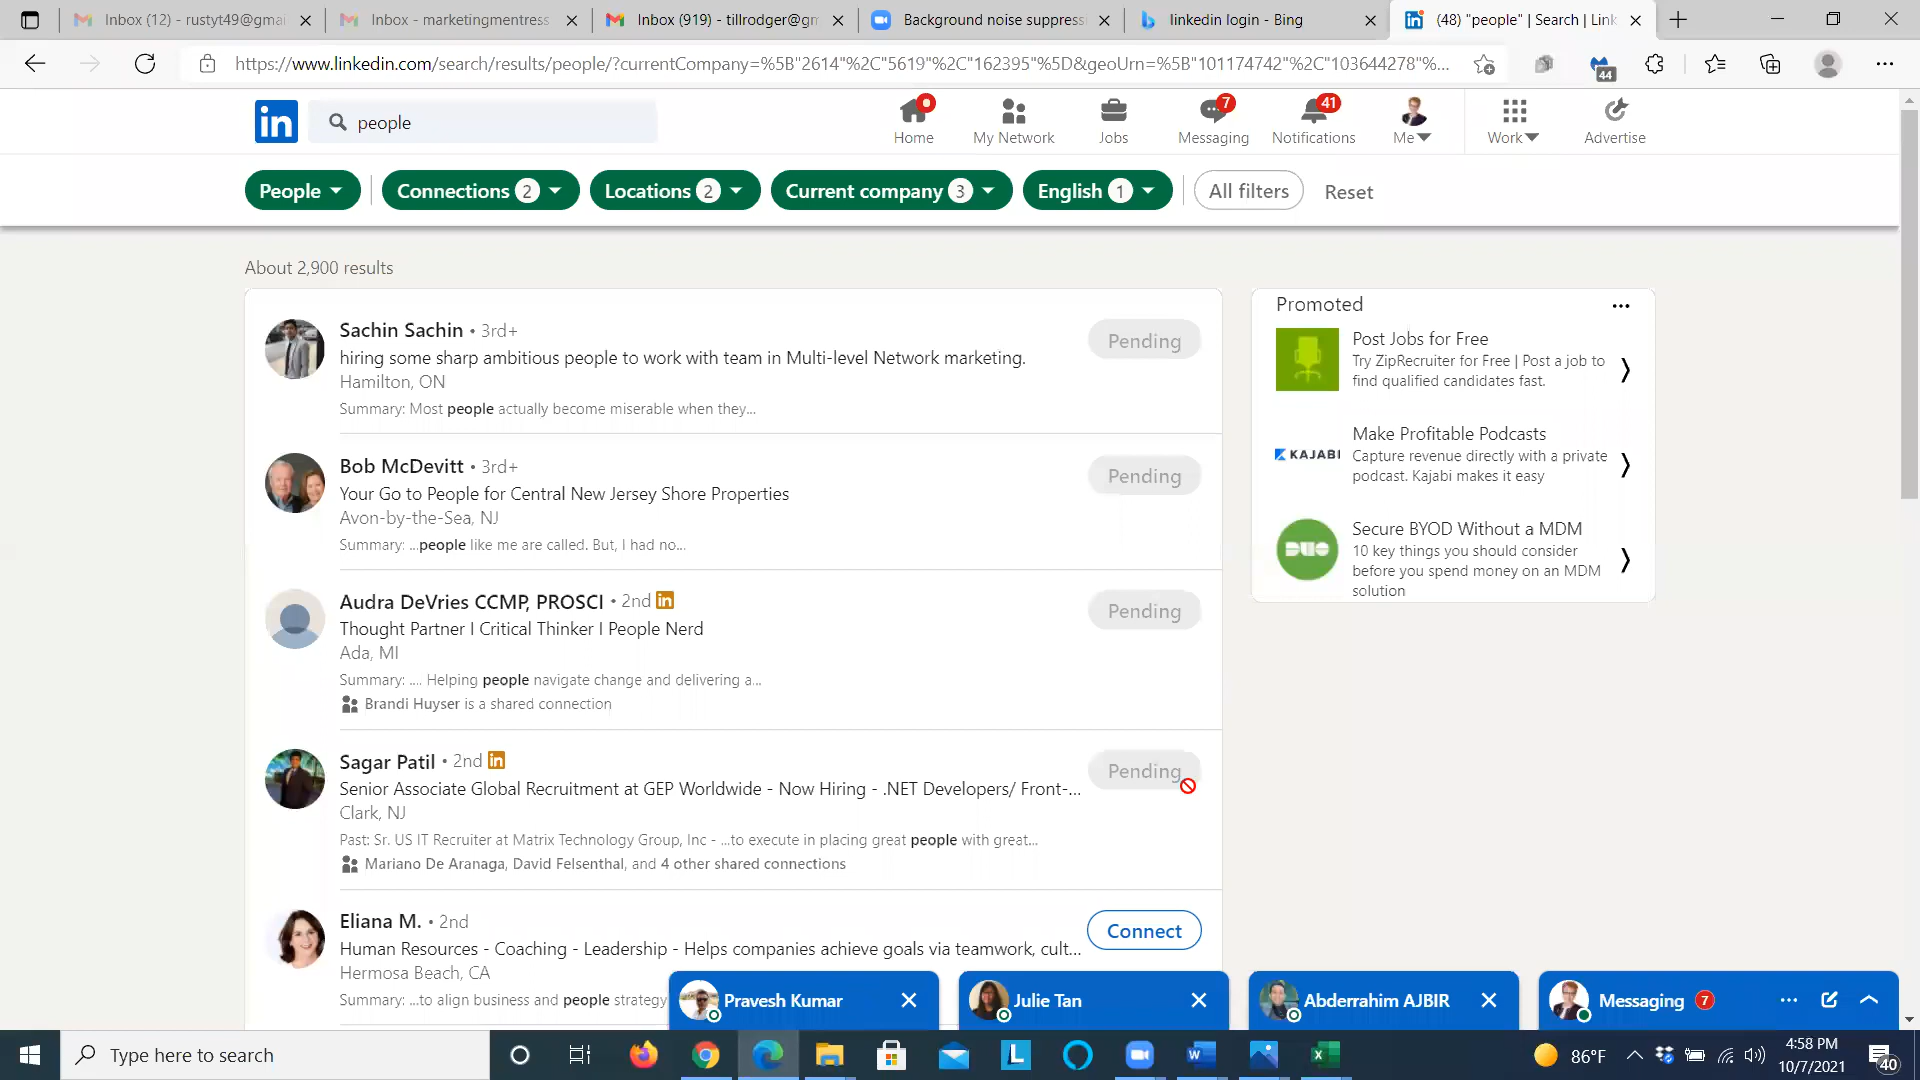 Inbox (12) - rustyt49@gmai
Inbox - marketingmentress
Inbox (919) - tillrodger@gm
Background noise suppress
linkedin login - Bing
(48) "people" | Search | Link
https://www.linkedin.com/search/results/people/?currentCompany=%5B"2614"%2C"5619"%2C"162395"%5D&geoUrn=%5B"101174742"%2C"103644278"%...
44
in
people
Home
My Network
Jobs
7
Messaging
41
Notifications
Me
Work
Advertise
People
Connections 2
Locations 2
Current company 3
English 1
All filters
Reset
About 2,900 results
Sachin Sachin • 3rd+
hiring some sharp ambitious people to work with team in Multi-level Network marketing.
Hamilton, ON
Summary: Most people actually become miserable when they...
Pending
Bob McDevitt • 3rd+
Your Go to People for Central New Jersey Shore Properties
Avon-by-the-Sea, NJ
Summary: ...people like me are called. But, I had no...
Pending
Audra DeVries CCMP, PROSCI • 2nd in
Thought Partner I Critical Thinker I People Nerd
Ada, MI
Summary: .... Helping people navigate change and delivering a...
Brandi Huyser is a shared connection
Pending
Sagar Patil • 2nd in
Senior Associate Global Recruitment at GEP Worldwide - Now Hiring - .NET Developers/ Front-...
Clark, NJ
Past: Sr. US IT Recruiter at Matrix Technology Group, Inc - ...to execute in placing great people with great...
Mariano De Aranaga, David Felsenthal, and 4 other shared connections
Pending
Eliana M. • 2nd
Human Resources - Coaching - Leadership - Helps companies achieve goals via teamwork, cult...
Hermosa Beach, CA
Summary: ...to align business and people strategy
Connect
Promoted
Post Jobs for Free
Try ZipRecruiter for Free | Post a job to
find qualified candidates fast.
KAJABI
Make Profitable Podcasts
Capture revenue directly with a private
podcast. Kajabi makes it easy
DUO
Secure BYOD Without a MDM
10 key things you should consider
before you spend money on an MDM
solution
Pravesh Kumar
Julie Tan
Abderrahim AJBIR
Messaging 7
Type here to search
86°F
4:58 PM
10/7/2021
40